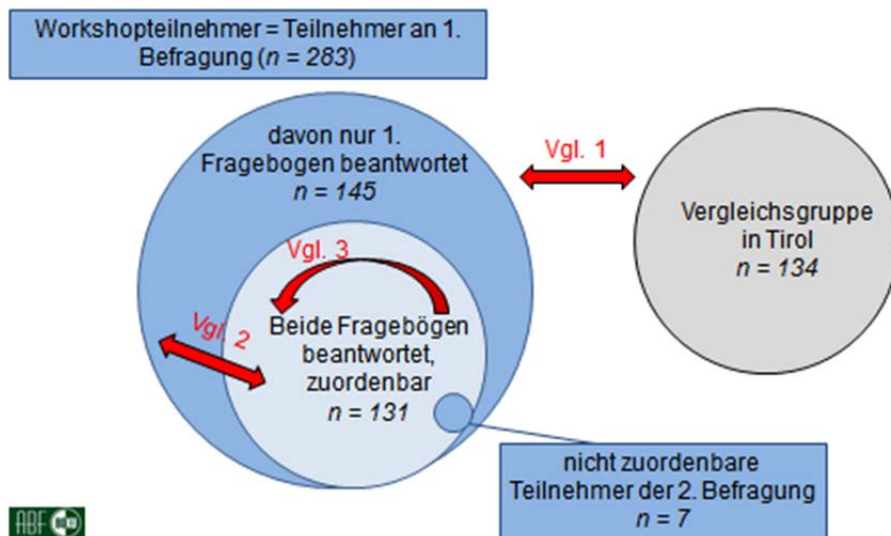 Workshopteilnehmer = Teilnehmer an 1.
Befragung (n = 283)
davon nur 1.
Fragebogen beantwortet
n = 145
Vgl. 1
Vergleichsgruppe
in Tirol
n = 134
Vgl. 3
Vgl. 2
Beide Fragebögen
beantwortet,
zuordenbar
n = 131
nicht zuordenbare
Teilnehmer der 2. Befragung
n = 7
ABF